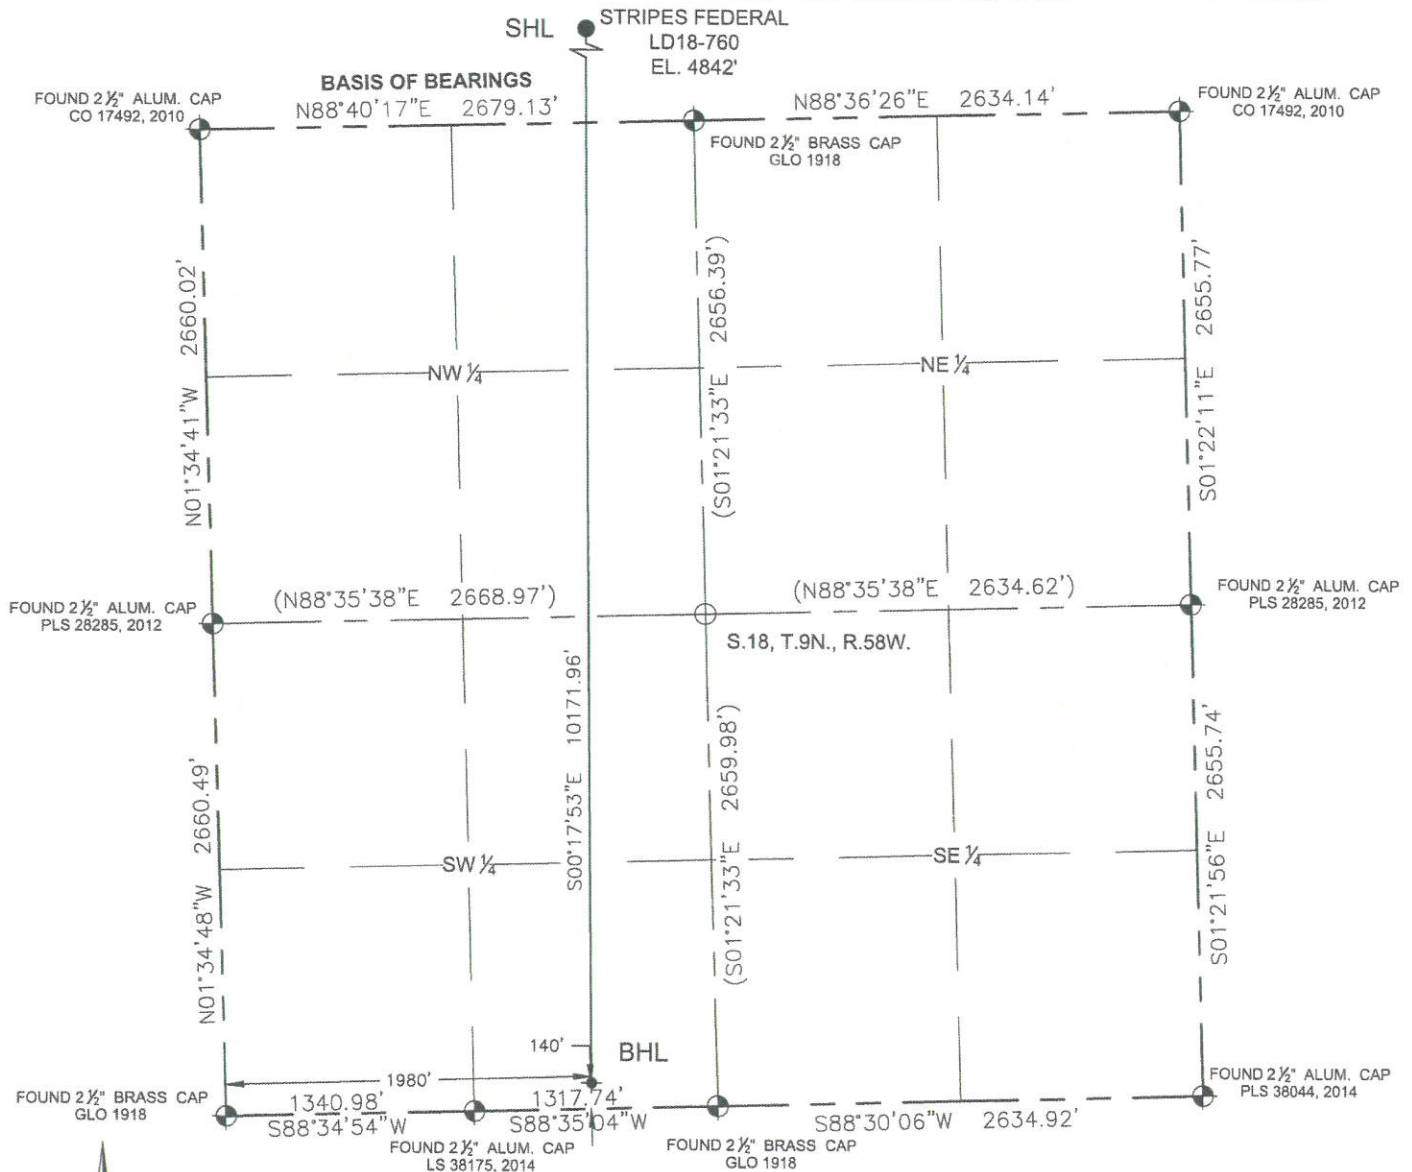 SHL
STRIPES FEDERAL
LD18-760
EL. 4842'
BASIS OF BEARINGS
N88°40'17"E 2679.13'
N88°36'26"E 2634.14'
FOUND 2½" ALUM. CAP
CO 17492, 2010
FOUND 2½" ALUM. CAP
CO 17492, 2010
FOUND 2½" BRASS CAP
GLO 1918
N01°34'41"W 2660.02'
(S01°21'33"E 2656.39')
S01°22'11"E 2655.77'
NW ¼
NE ¼
(N88°35'38"E 2668.97')
(N88°35'38"E 2634.62')
FOUND 2½" ALUM. CAP
PLS 28285, 2012
FOUND 2½" ALUM. CAP
PLS 28285, 2012
S.18, T.9N., R.58W.
N01°34'48"W 2660.49'
S00°17'53"E 10171.96'
(S01°21'33"E 2659.98')
S01°21'56"E 2655.74'
SW ¼
SE ¼
140'
BHL
1980'
FOUND 2½" BRASS CAP
GLO 1918
1340.98'
S88°34'54"W
1317.74'
S88°35'04"W
S88°30'06"W 2634.92'
FOUND 2½" ALUM. CAP
PLS 38044, 2014
FOUND 2½" ALUM. CAP
LS 38175, 2014
FOUND 2½" BRASS CAP
GLO 1918